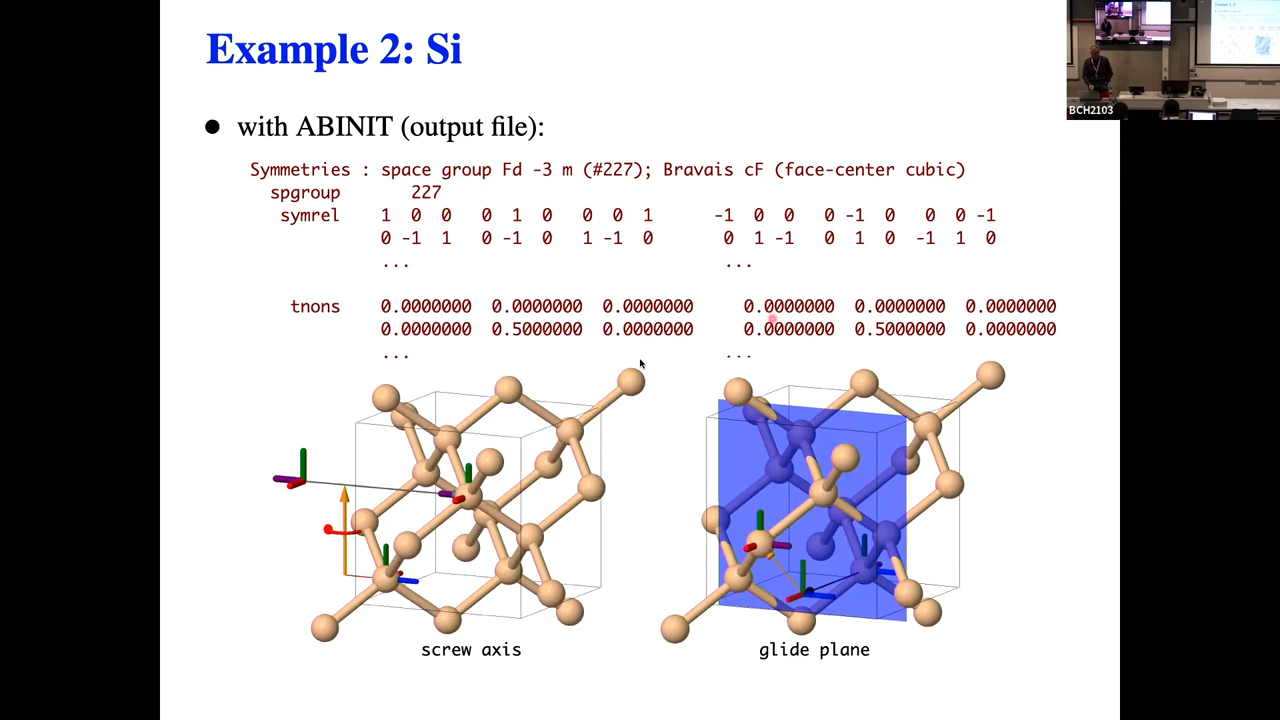 Example 2: Si
BCH2103
● with ABINIT (output file):
Symmetries : space group Fd -3 m (#227); Bravais cF (face-center cubic)
spgroup 227
symrel 1 0 0 0 1 0 0 0 1 -1 0 0 0 -1 0 0 0 -1
0 -1 1 0 -1 0 1 -1 0 0 1 -1 0 1 0 -1 1 0
... ...
tnons 0.0000000 0.0000000 0.0000000 0.0000000 0.0000000 0.0000000
0.0000000 0.5000000 0.0000000 0.0000000 0.5000000 0.0000000
... ...
screw axis glide plane